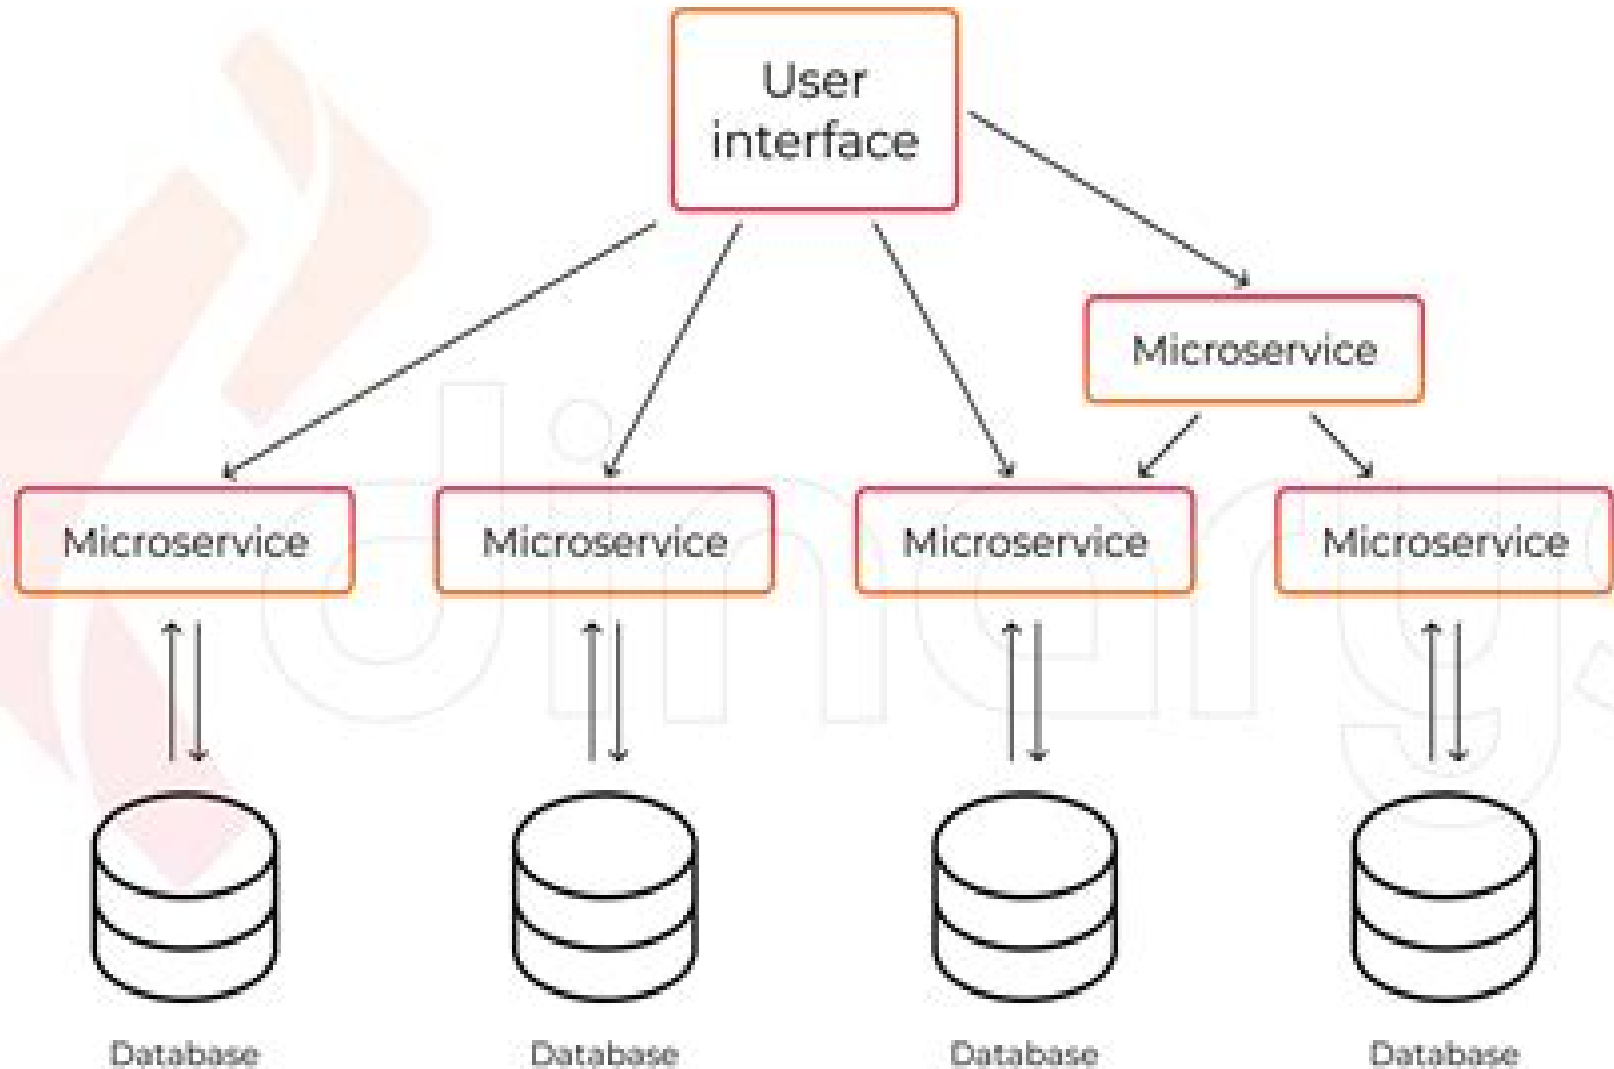 User
interface
Microservice
Microservice
Microservice
Microservice
Microservice
Database
Database
Database
Database